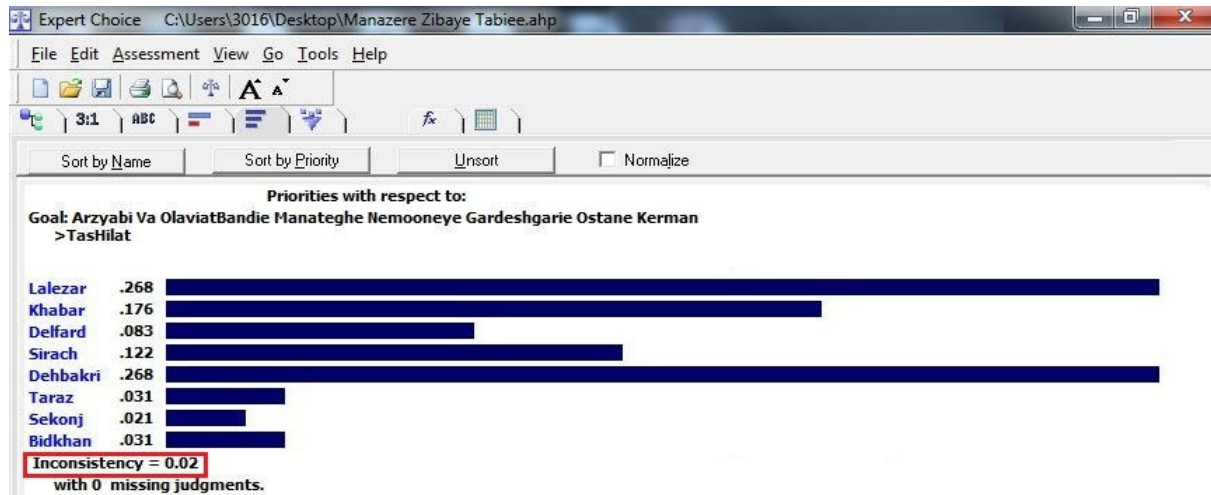 Expert Choice C:\Users\3016\Desktop\Manazere Zibaye Tabiee.ahp
File Edit Assessment View Go Tools Help
A A
3:1 ABC fx
Sort by Name Sort by Priority Unsort Normalize
Priorities with respect to:
Goal: Arzyabi Va OlaviatBandie Manateghe Nemooneye Gardeshgarie Ostane Kerman
>TasHilat
Lalezar .268
Khabar .176
Delfard .083
Sirach .122
Dehbakri .268
Taraz .031
Sekonj .021
Bidkhan .031
Inconsistency = 0.02
with 0 missing judgments.